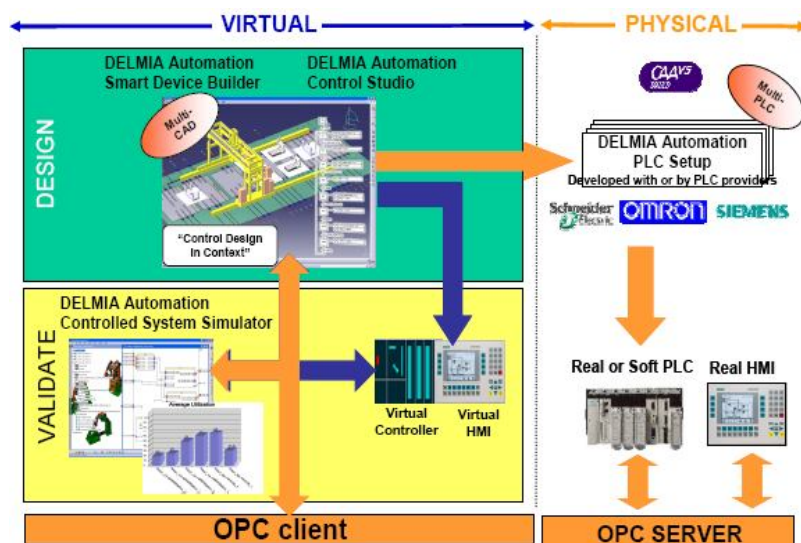 VIRTUAL
PHYSICAL
DELMIA Automation
Smart Device Builder
DELMIA Automation
Control Studio
Multi-
CAD
DESIGN
"Control Design
In Context"
CAA V5
Multi-
PLC
DELMIA Automation
PLC Setup
Developed with or by PLC providers
Schneider
Electric
OMRON
SIEMENS
DELMIA Automation
Controlled System Simulator
VALIDATE
Average Utilization
Virtual
Controller
Virtual
HMI
Real or Soft PLC
Real HMI
OPC client
OPC SERVER